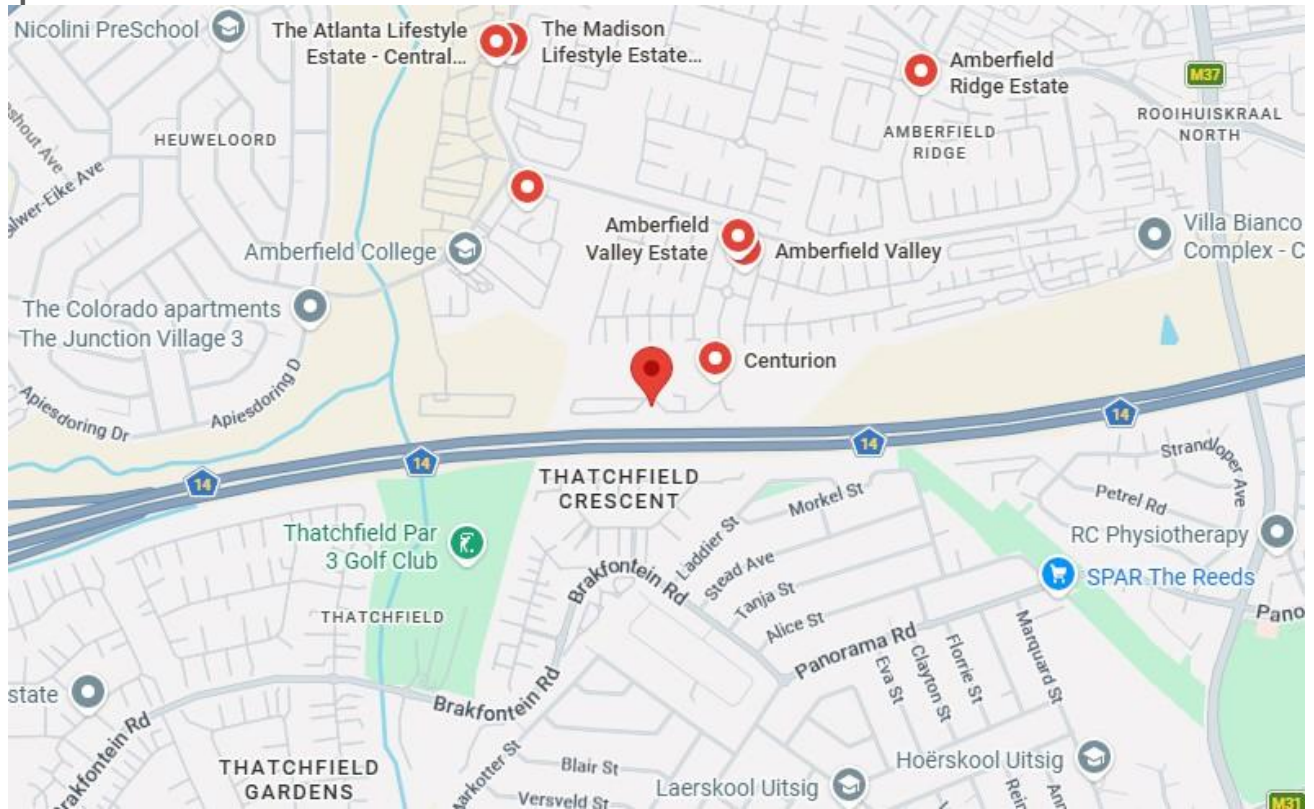 Nicolini PreSchool
The Atlanta Lifestyle
Estate - Central...
The Madison
Lifestyle Estate...
Amberfield
Ridge Estate
M37
ROOIHUISKRAAL
NORTH
HEUWELOORD
AMBERFIELD
RIDGE
Amberfield College
Amberfield
Valley Estate
Amberfield Valley
Villa Bianco
Complex - C
The Colorado apartments
The Junction Village 3
Centurion
Apiesdoring Dr
Apiesdoring D
14
14
14
14
THATCHFIELD
CRESCENT
Thatchfield Par
3 Golf Club
THATCHFIELD
Morkel St
Laddier St
Stead Ave
Tanja St
Alice St
Brakfontein Rd
Strandloper Ave
Petrel Rd
RC Physiotherapy
SPAR The Reeds
Pano
Panorama Rd
Eva St
Clayton St
Florrie St
Marquard St
state
Brakfontein Rd
Brakfontein Rd
THATCHFIELD
GARDENS
arkotter St
Blair St
Versveld St
Laerskool Uitsig
Hoërskool Uitsig
M31